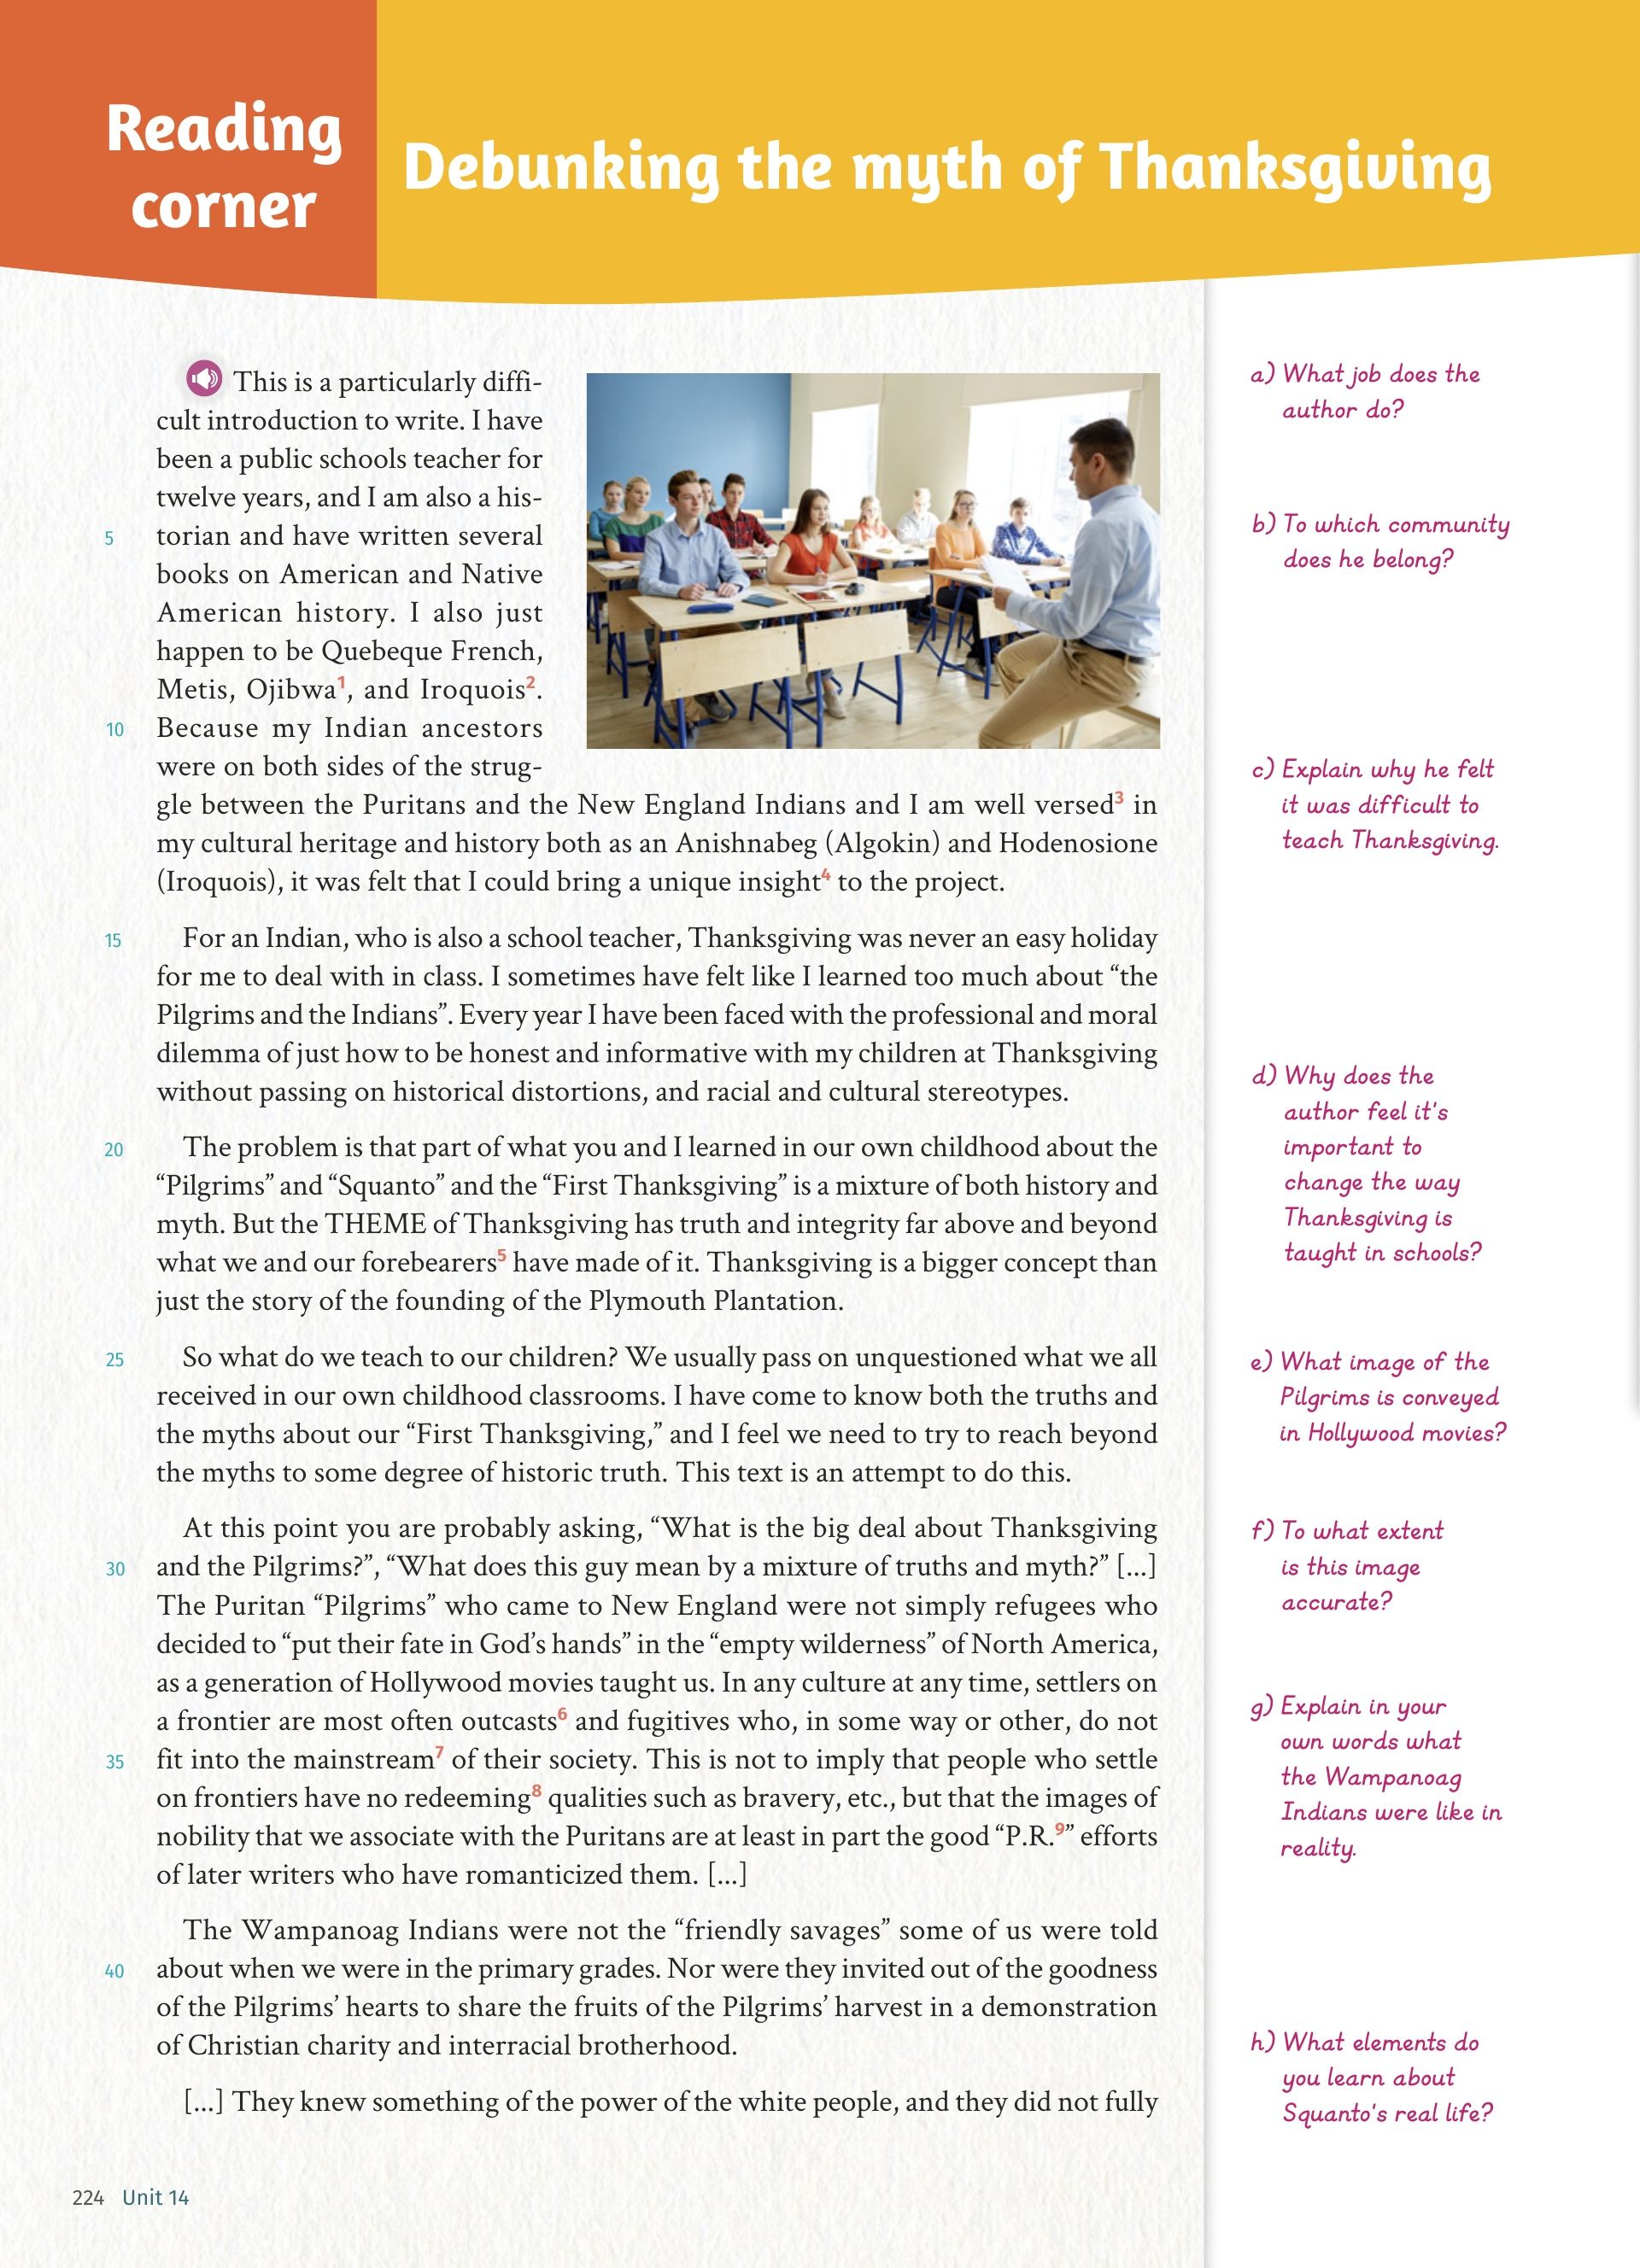 Reading
corner
Debunking the myth of Thanksgiving
This is a particularly diffi-
cult introduction to write. I have
been a public schools teacher for
twelve years, and I am also a his-
5 torian and have written several
books on American and Native
American history. I also just
happen to be Quebeque French,
Metis, Ojibwa1, and Iroquois2.
10 Because my Indian ancestors
were on both sides of the strug-
gle between the Puritans and the New England Indians and I am well versed3 in
my cultural heritage and history both as an Anishnabeg (Algokin) and Hodenosione
(Iroquois), it was felt that I could bring a unique insight4 to the project.
15 For an Indian, who is also a school teacher, Thanksgiving was never an easy holiday
for me to deal with in class. I sometimes have felt like I learned too much about “the
Pilgrims and the Indians”. Every year I have been faced with the professional and moral
dilemma of just how to be honest and informative with my children at Thanksgiving
without passing on historical distortions, and racial and cultural stereotypes.
20 The problem is that part of what you and I learned in our own childhood about the
“Pilgrims” and “Squanto” and the “First Thanksgiving” is a mixture of both history and
myth. But the THEME of Thanksgiving has truth and integrity far above and beyond
what we and our forebearers5 have made of it. Thanksgiving is a bigger concept than
just the story of the founding of the Plymouth Plantation.
25 So what do we teach to our children? We usually pass on unquestioned what we all
received in our own childhood classrooms. I have come to know both the truths and
the myths about our “First Thanksgiving,” and I feel we need to try to reach beyond
the myths to some degree of historic truth. This text is an attempt to do this.
At this point you are probably asking, “What is the big deal about Thanksgiving
30 and the Pilgrims?”, “What does this guy mean by a mixture of truths and myth?” [...]
The Puritan “Pilgrims” who came to New England were not simply refugees who
decided to “put their fate in God’s hands” in the “empty wilderness” of North America,
as a generation of Hollywood movies taught us. In any culture at any time, settlers on
a frontier are most often outcasts6 and fugitives who, in some way or other, do not
35 fit into the mainstream7 of their society. This is not to imply that people who settle
on frontiers have no redeeming8 qualities such as bravery, etc., but that the images of
nobility that we associate with the Puritans are at least in part the good “P.R.9” efforts
of later writers who have romanticized them. [...]
The Wampanoag Indians were not the “friendly savages” some of us were told
40 about when we were in the primary grades. Nor were they invited out of the goodness
of the Pilgrims’ hearts to share the fruits of the Pilgrims’ harvest in a demonstration
of Christian charity and interracial brotherhood.
[...] They knew something of the power of the white people, and they did not fully
a) What job does the
author do?
b) To which community
does he belong?
c) Explain why he felt
it was difficult to
teach Thanksgiving.
d) Why does the
author feel it's
important to
change the way
Thanksgiving is
taught in schools?
e) What image of the
Pilgrims is conveyed
in Hollywood movies?
f) To what extent
is this image
accurate?
g) Explain in your
own words what
the Wampanoag
Indians were like in
reality.
h) What elements do
you learn about
Squanto's real life?
224 Unit 14